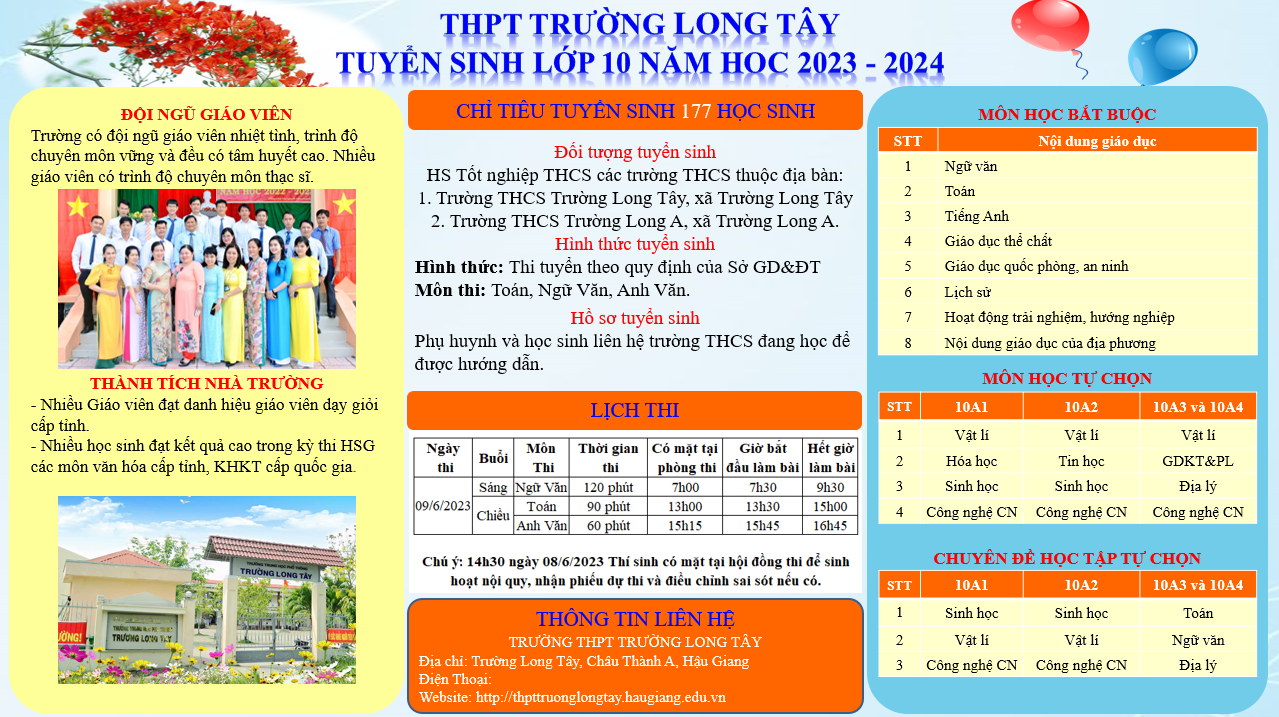 THPT TRƯỜNG LONG TÂY
TUYỂN SINH LỚP 10 NĂM HOC 2023 - 2024
ĐỘI NGŨ GIÁO VIÊN
Trường có đội ngũ giáo viên nhiệt tình, trình độ
chuyên môn vững và đều có tâm huyết cao. Nhiều
giáo viên có trình độ chuyên môn thạc sĩ.
NĂM HỌC 2022 - 2023
THÀNH TÍCH NHÀ TRƯỜNG
- Nhiều Giáo viên đạt danh hiệu giáo viên dạy giỏi
cấp tỉnh.
- Nhiều học sinh đạt kết quả cao trong kỳ thi HSG
các môn văn hóa cấp tỉnh, KHKT cấp quốc gia.
TRƯỜNG TRUNG HỌC PHỔ THÔNG
TRƯỜNG LONG TÂY
TRƯỜNG LONG TÂY
CHỈ TIÊU TUYỂN SINH 177 HỌC SINH
Đối tượng tuyển sinh
HS Tốt nghiệp THCS các trường THCS thuộc địa bàn:
1. Trường THCS Trường Long Tây, xã Trường Long Tây
2. Trường THCS Trường Long A, xã Trường Long A.
Hình thức tuyển sinh
Hình thức: Thi tuyển theo quy định của Sở GD&ĐT
Môn thi: Toán, Ngữ Văn, Anh Văn.
Hồ sơ tuyển sinh
Phụ huynh và học sinh liên hệ trường THCS đang học để
được hướng dẫn.
LỊCH THI
Ngày thi Buổi Môn Thi Thời gian thi Có mặt tại phòng thi Giờ bắt đầu làm bài Hết giờ làm bài
09/6/2023 Sáng Ngữ Văn 120 phút 7h00 7h30 9h30
Chiều Toán 90 phút 13h00 13h30 15h00
Anh Văn 60 phút 15h15 15h45 16h45
Chú ý: 14h30 ngày 08/6/2023 Thí sinh có mặt tại hội đồng thi để sinh
hoạt nội quy, nhận phiếu dự thi và điều chỉnh sai sót nếu có.
THÔNG TIN LIÊN HỆ
TRƯỜNG THPT TRƯỜNG LONG TÂY
Địa chỉ: Trường Long Tây, Châu Thành A, Hậu Giang
Điện Thoại:
Website: http://thpttruonglongtay.haugiang.edu.vn
MÔN HỌC BẮT BUỘC
STT Nội dung giáo dục
1 Ngữ văn
2 Toán
3 Tiếng Anh
4 Giáo dục thể chất
5 Giáo dục quốc phòng, an ninh
6 Lịch sử
7 Hoạt động trải nghiệm, hướng nghiệp
8 Nội dung giáo dục của địa phương
MÔN HỌC TỰ CHỌN
STT 10A1 10A2 10A3 và 10A4
1 Vật lí Vật lí Vật lí
2 Hóa học Tin học GDKT&PL
3 Sinh học Sinh học Địa lý
4 Công nghệ CN Công nghệ CN Công nghệ CN
CHUYÊN ĐỀ HỌC TẬP TỰ CHỌN
STT 10A1 10A2 10A3 và 10A4
1 Sinh học Sinh học Toán
2 Vật lí Vật lí Ngữ văn
3 Công nghệ CN Công nghệ CN Địa lý